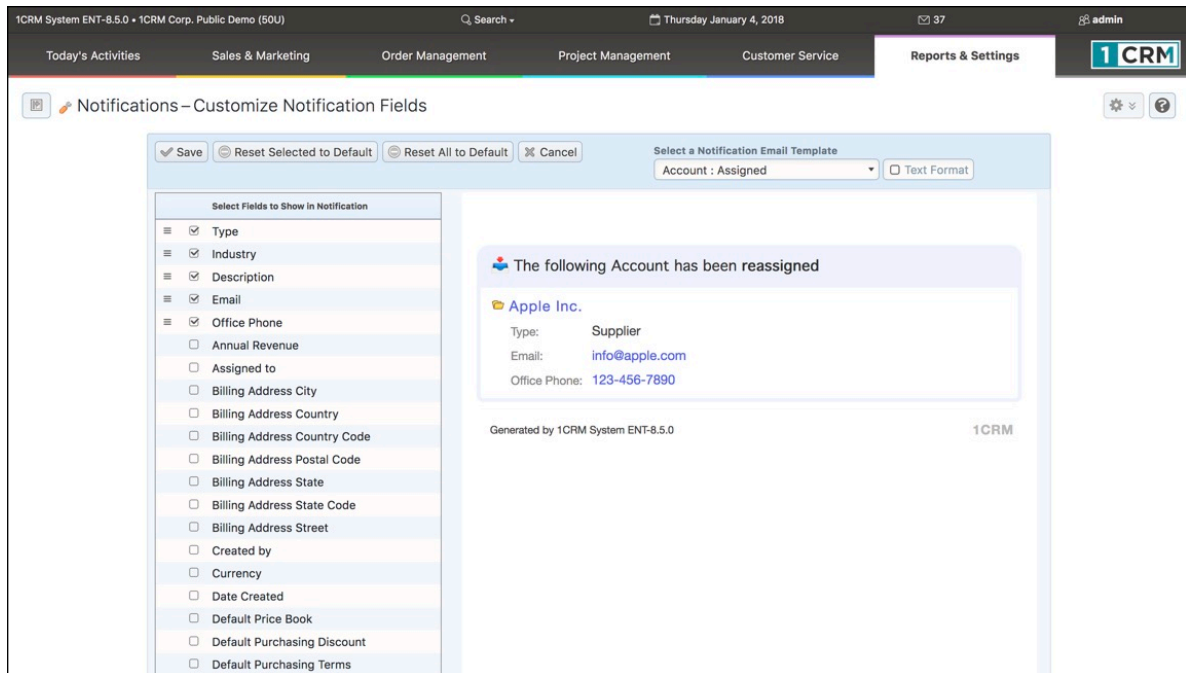 1CRM System ENT-8.5.0 • 1CRM Corp. Public Demo (50U) Search Thursday January 4, 2018 37 admin
Today's Activities Sales & Marketing Order Management Project Management Customer Service Reports & Settings 1 CRM
Notifications – Customize Notification Fields
Save Reset Selected to Default Reset All to Default Cancel
Select a Notification Email Template
Account : Assigned Text Format
Select Fields to Show in Notification
Type
Industry
Description
Email
Office Phone
Annual Revenue
Assigned to
Billing Address City
Billing Address Country
Billing Address Country Code
Billing Address Postal Code
Billing Address State
Billing Address State Code
Billing Address Street
Created by
Currency
Date Created
Default Price Book
Default Purchasing Discount
Default Purchasing Terms
The following Account has been reassigned
Apple Inc.
Type: Supplier
Email: info@apple.com
Office Phone: 123-456-7890
Generated by 1CRM System ENT-8.5.0 1CRM